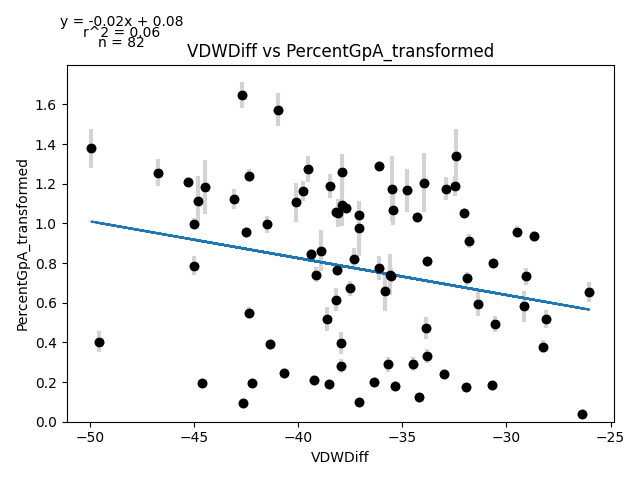 y = -0.02x + 0.08
r^2 = 0.06
n = 82
VDWDiff vs PercentGpA_transformed
PercentGpA_transformed
1.6
1.4
1.2
1.0
0.8
0.6
0.4
0.2
0.0
−50 −45 −40 −35 −30 −25
VDWDiff